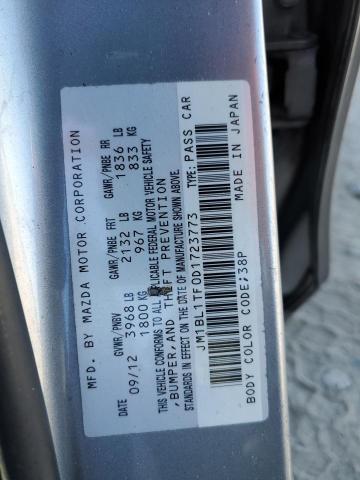 MFD. BY MAZDA MOTOR CORPORATION
DATE GVWR/PNBV GAWR/PNBE FRT GAWR/PNBE RR
09/12 3968 LB 2132 LB 1836 LB
1800 KG 967 KG 833 KG
THIS VEHICLE CONFORMS TO ALL CABLE FEDERAL MOTOR VEHICLE SAFETY
, BUMPER, AND THEFT PREVENTION
STANDARDS IN EFFECT ON THE DATE OF MANUFACTURE SHOWN ABOVE.
JM1BL1TF0D1723773 TYPE: PASS CAR
BODY COLOR CODE;38P MADE IN JAPAN